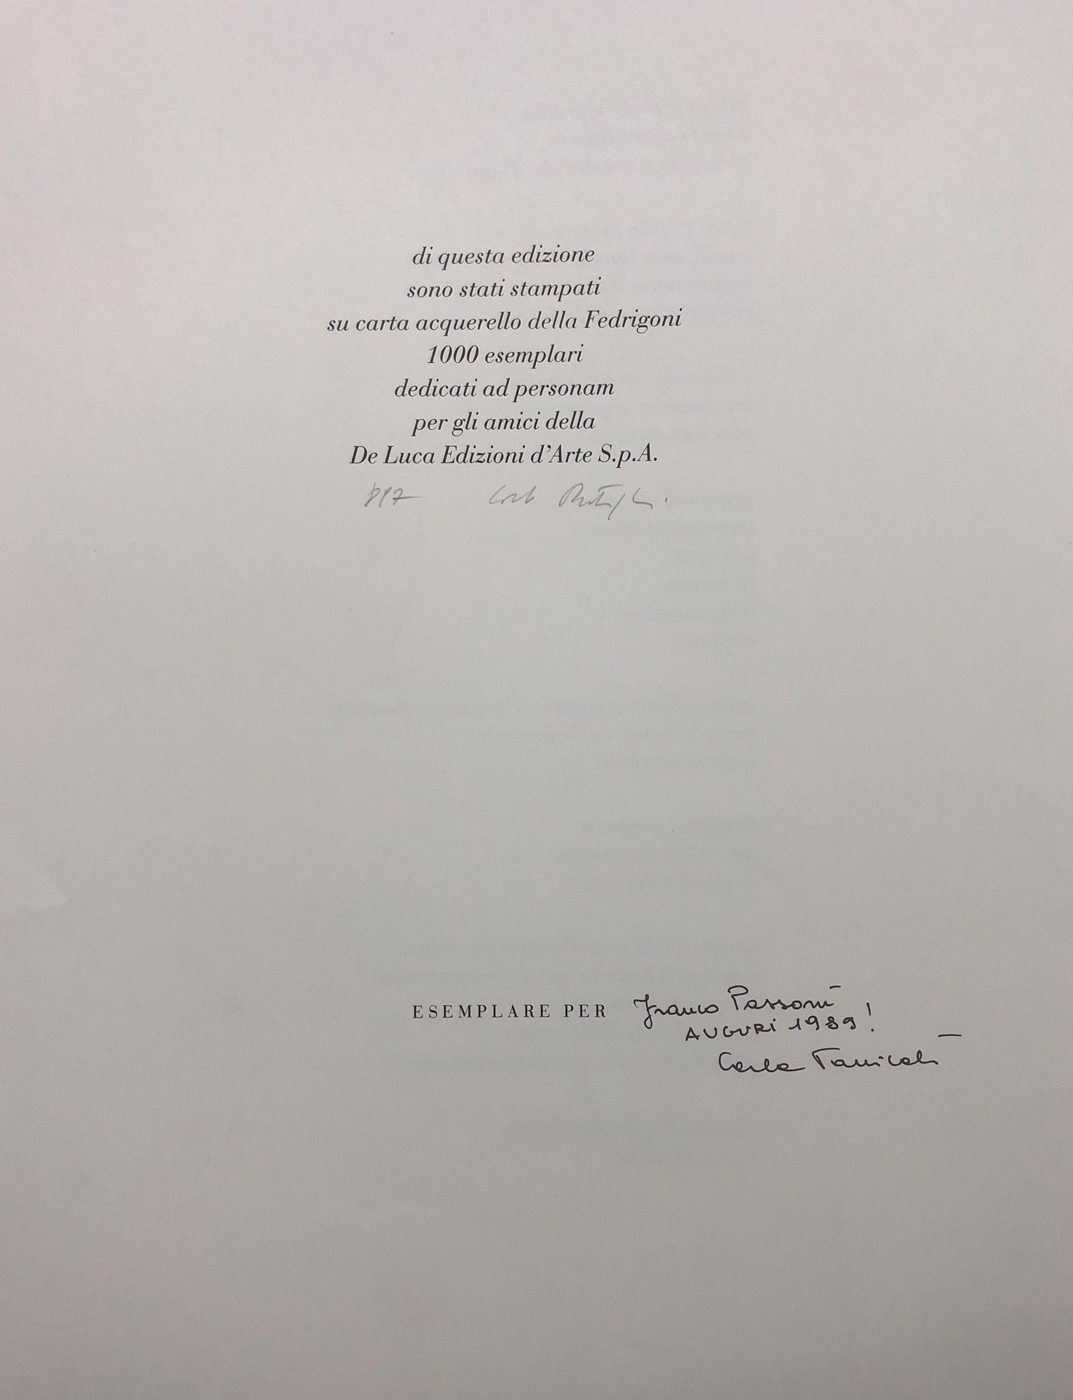 di questa edizione
sono stati stampati
su carta acquerello della Fedrigoni
1000 esemplari
dedicati ad personam
per gli amici della
De Luca Edizioni d'Arte S.p.A.
ESEMPLARE PER Franco Passoni
AUGURI 1989!
Carla